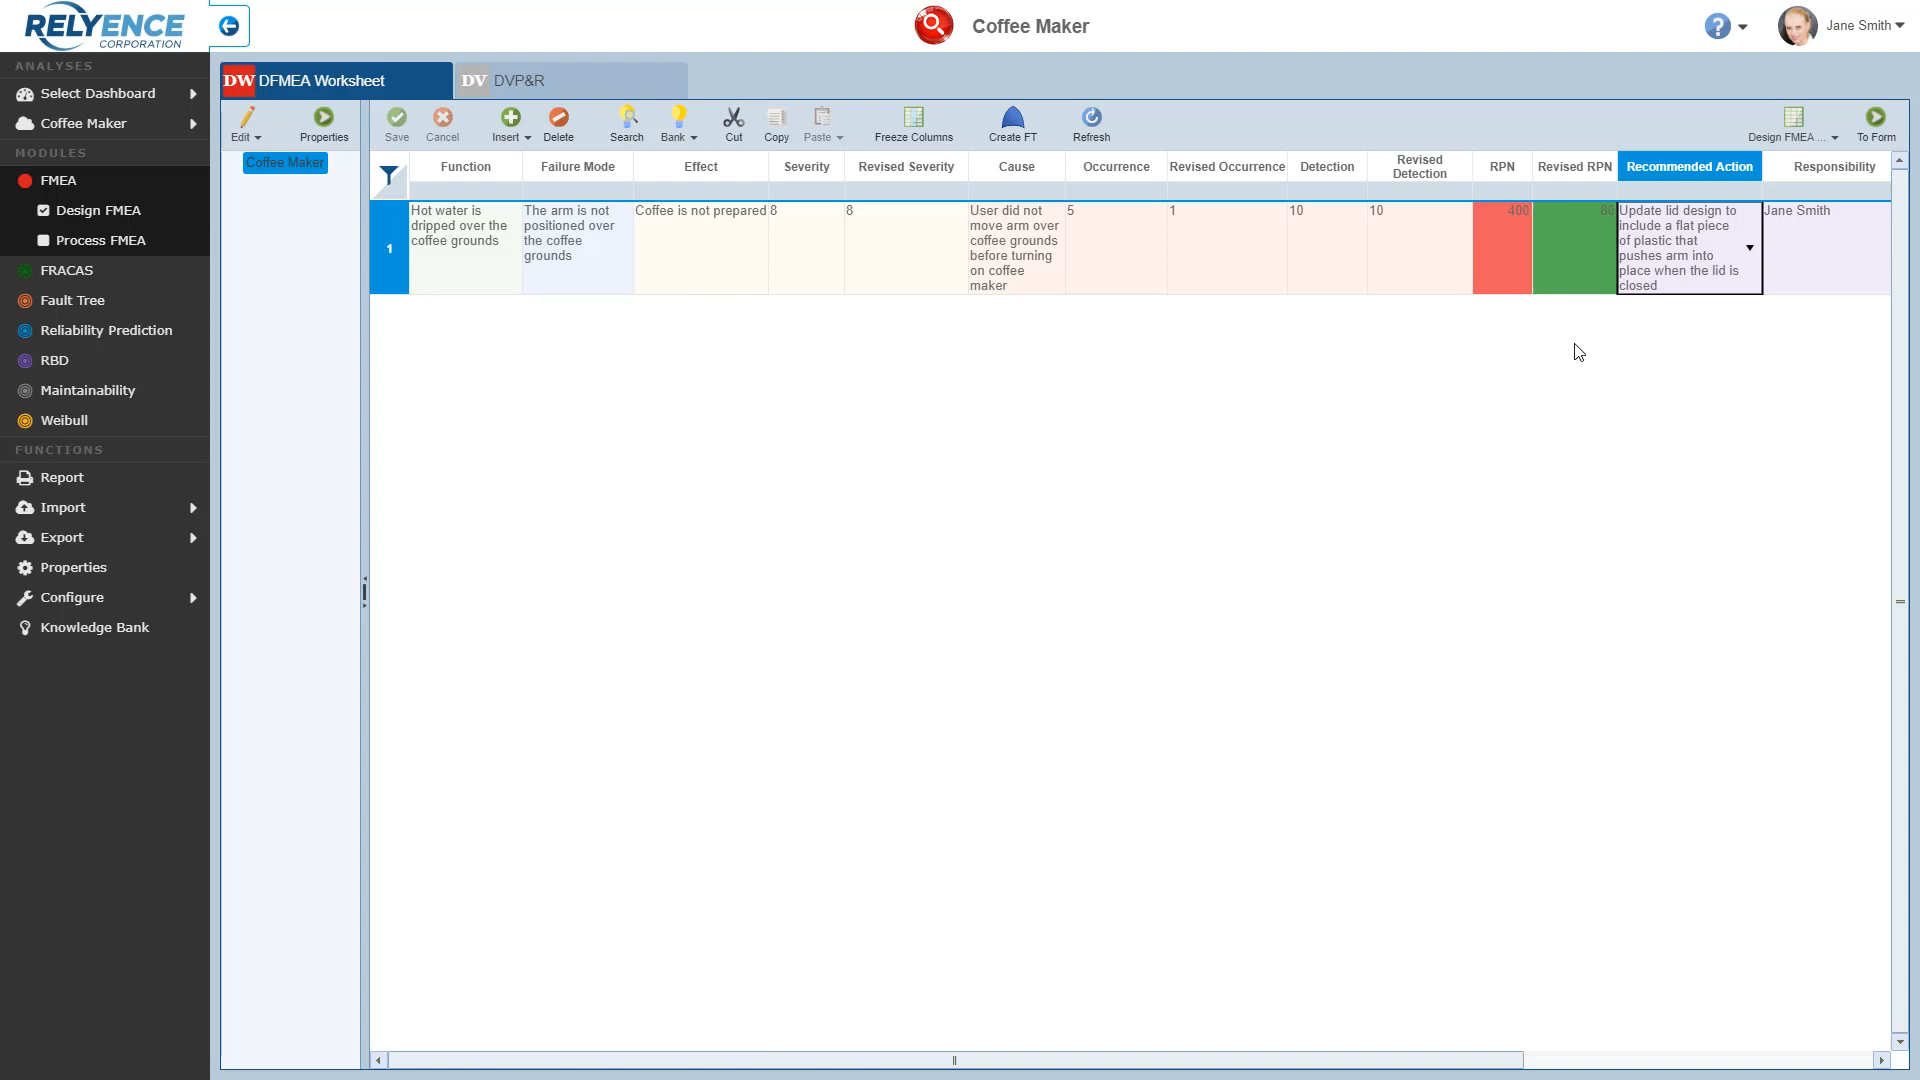 RELYENCE
CORPORATION
Coffee Maker
?
Jane Smith
ANALYSES
Select Dashboard
Coffee Maker
MODULES
FMEA
Design FMEA
Process FMEA
FRACAS
Fault Tree
Reliability Prediction
RBD
Maintainability
Weibull
FUNCTIONS
Report
Import
Export
Properties
Configure
Knowledge Bank
DW DFMEA Worksheet
DV DVP&R
Edit
Properties
Save
Cancel
Insert
Delete
Search
Bank
Cut
Copy
Paste
Freeze Columns
Create FT
Refresh
Design FMEA ...
To Form
Coffee Maker
Function
Failure Mode
Effect
Severity
Revised Severity
Cause
Occurrence
Revised Occurrence
Detection
Revised
Detection
RPN
Revised RPN
Recommended Action
Responsibility
1
Hot water is
dripped over the
coffee grounds
The arm is not
positioned over
the coffee
grounds
Coffee is not prepared
8
8
User did not
move arm over
coffee grounds
before turning
on coffee
maker
5
1
10
10
400
80
Update lid design to
include a flat piece
of plastic that
pushes arm into
place when the lid is
closed
Jane Smith